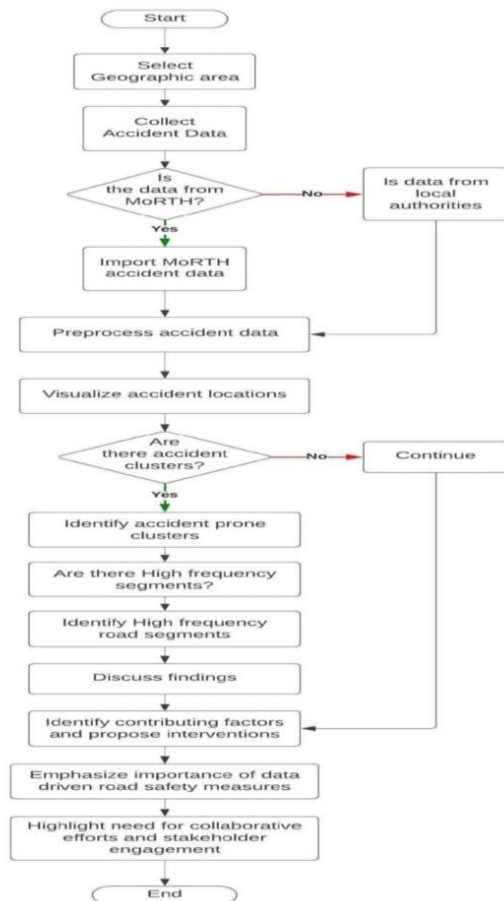 Start
Select
Geographic area
Collect
Accident Data
Is
the data from
MoRTH?
No
Is data from
local
authorities
Yes
Import MoRTH
accident data
Preprocess accident data
Visualize accident locations
Are
there accident
clusters?
No
Continue
Yes
Identify accident prone
clusters
Are there High frequency
segments?
Identify High frequency
road segments
Discuss findings
Identify contributing factors
and propose interventions
Emphasize importance of data
driven road safety measures
Highlight need for collaborative
efforts and stakeholder
engagement
End